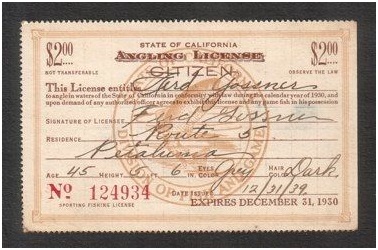 STATE OF CALIFORNIA
$2.00 ANGLING LICENSE $2.00
NOT TRANSFERABLE CITIZEN OBSERVE THE LAW
This License entitles
to angle in waters of the State of California in conformity with law during the calendar year of 1930, and
upon demand of any authorized officer agrees to exhibit this license and any game fish in his possession
SIGNATURE OF LICENSEE
RESIDENCE Route 5
Petaluma
AGE 45 HEIGHT 5 FT. 6 EYES COLOR Grey HAIR COLOR Dark
No 124934 DATE ISSUED 12/31/29.
SPORTING FISHING LICENSE EXPIRES DECEMBER 31, 1930